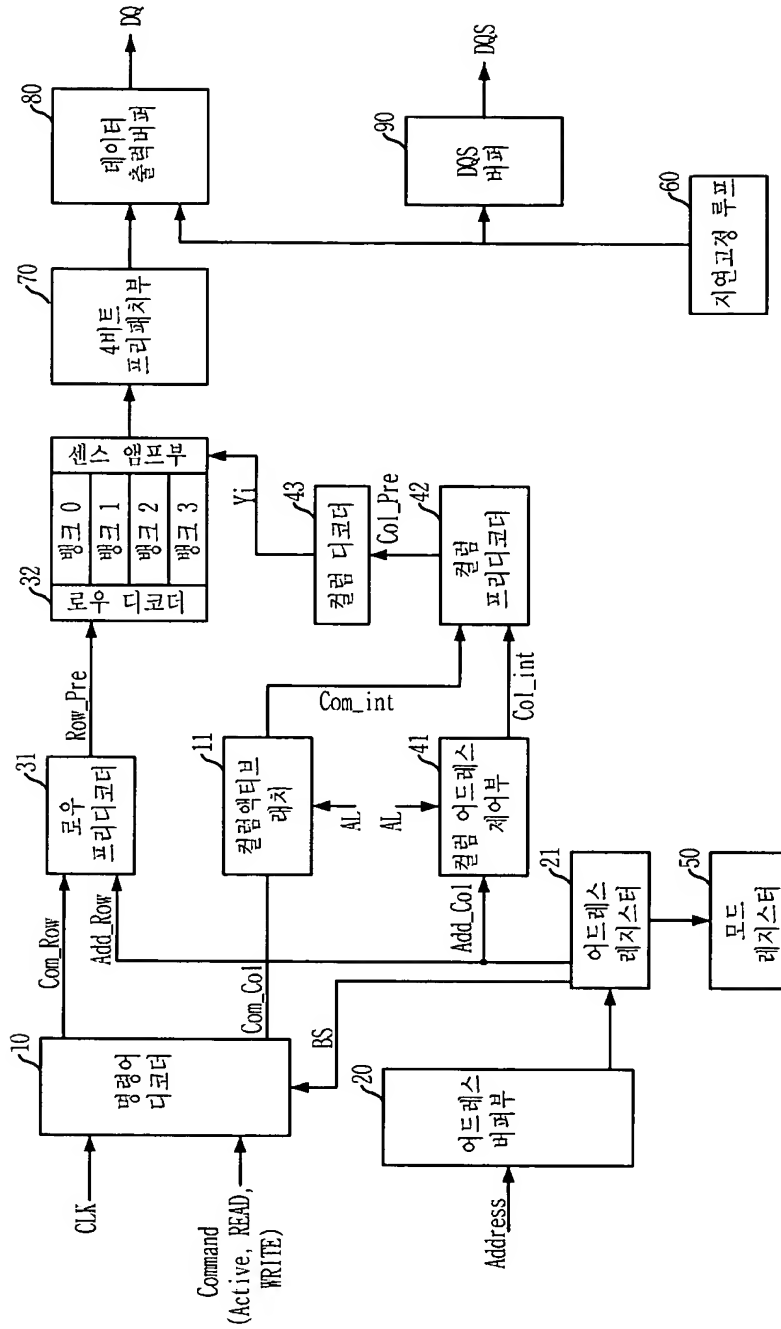 CLK
Command
(Active, READ,
WRITE)
10
명령어
디코더
Com_Row
Add_Row
Com_Col
BS
Address
20
어드레스
버퍼부
21
어드레스
레지스터
50
모드
레지스터
31
로우
프리디코더
Row_Pre
11
컬럼액티브
래치
AL
AL
Add_Col
41
컬럼 어드레스
제어부
Com_int
Col_int
32
로우 디코더
뱅크 0
뱅크 1
뱅크 2
뱅크 3
센스 앰프부
Yi
43
컬럼 디코더
Col_Pre
42
컬럼
프리디코더
70
4비트
프리패치부
80
데이터
출력버퍼
DQ
90
DQS
버퍼
DQS
60
지연고정 루프